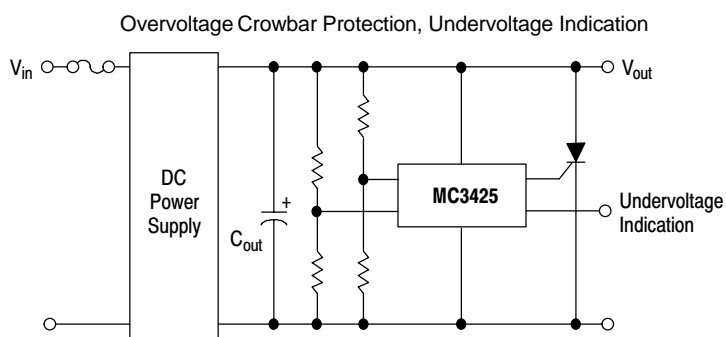 Overvoltage Crowbar Protection, Undervoltage Indication
Vin
Vout
DC
Power
Supply
+
Cout
MC3425
Undervoltage
Indication